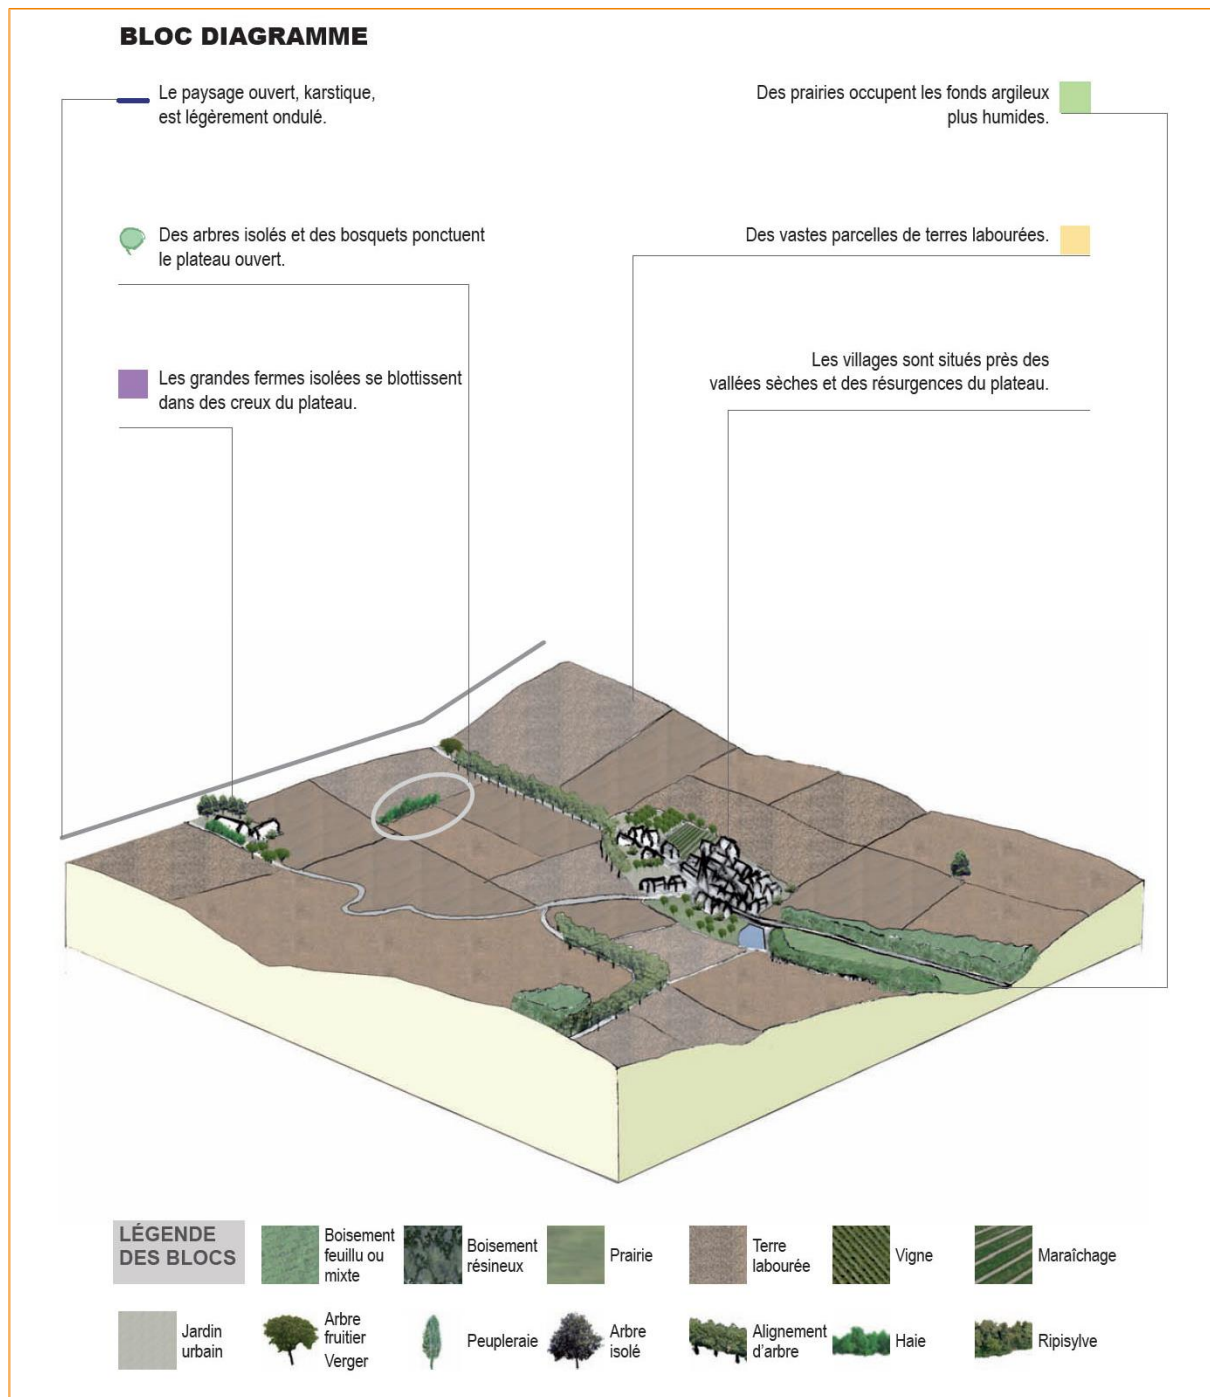 BLOC DIAGRAMME
Le paysage ouvert, karstique,
est légèrement ondulé.
Des prairies occupent les fonds argileux
plus humides.
Des arbres isolés et des bosquets ponctuent
le plateau ouvert.
Des vastes parcelles de terres labourées.
Les grandes fermes isolées se blottissent
dans des creux du plateau.
Les villages sont situés près des
vallées sèches et des résurgences du plateau.
LÉGENDE
DES BLOCS
Boisement
feuillu ou
mixte
Boisement
résineux
Prairie
Terre
labourée
Vigne
Maraîchage
Jardin
urbain
Arbre
fruitier
Verger
Peupleraie
Arbre
isolé
Alignement
d'arbre
Haie
Ripisylve